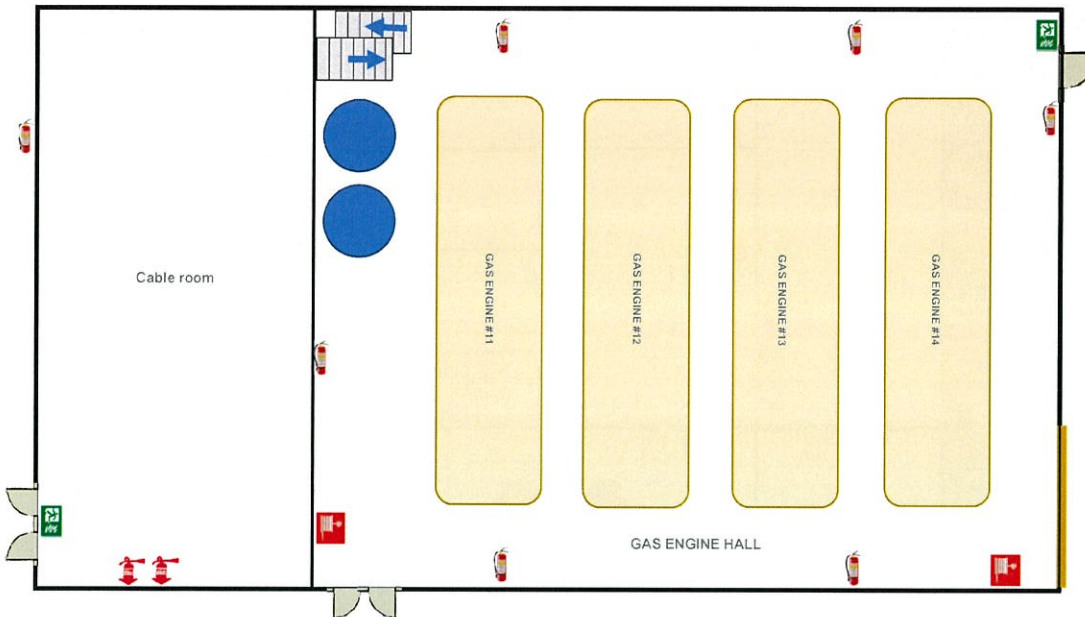 Cable room
GAS ENGINE #11
GAS ENGINE #12
GAS ENGINE #13
GAS ENGINE #14
GAS ENGINE HALL